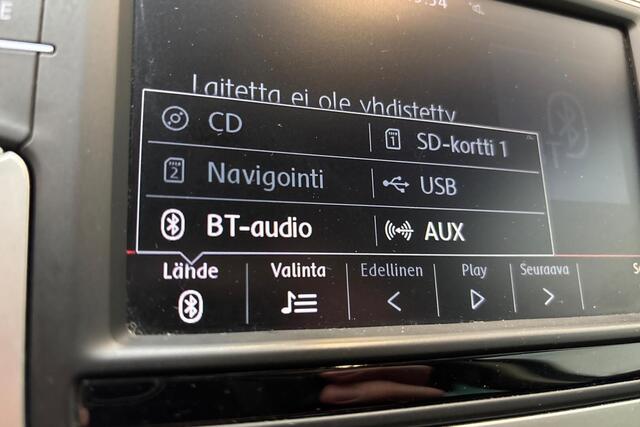 Laitetta ei ole yhdistetty
CD
SD-kortti 1
Navigointi
USB
BT-audio
AUX
Lähde
Valinta
Edellinen
Play
Seuraava